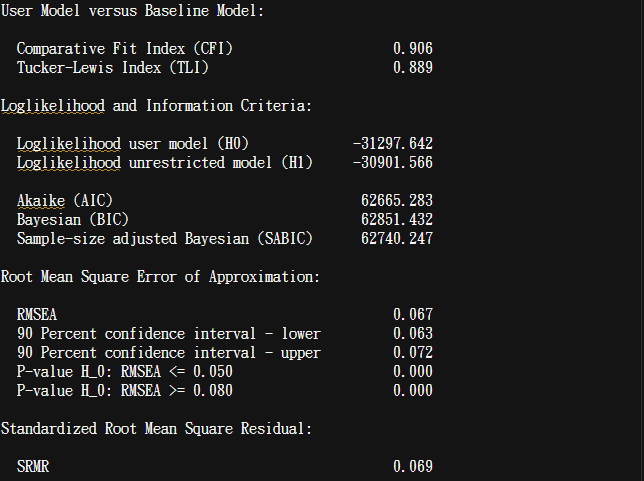 User Model versus Baseline Model:
Comparative Fit Index (CFI) 0.906
Tucker-Lewis Index (TLI) 0.889
Loglikelihood and Information Criteria:
Loglikelihood user model (H0) -31297.642
Loglikelihood unrestricted model (H1) -30901.566
Akaike (AIC) 62665.283
Bayesian (BIC) 62851.432
Sample-size adjusted Bayesian (SABIC) 62740.247
Root Mean Square Error of Approximation:
RMSEA 0.067
90 Percent confidence interval - lower 0.063
90 Percent confidence interval - upper 0.072
P-value H_0: RMSEA <= 0.050 0.000
P-value H_0: RMSEA >= 0.080 0.000
Standardized Root Mean Square Residual:
SRMR 0.069